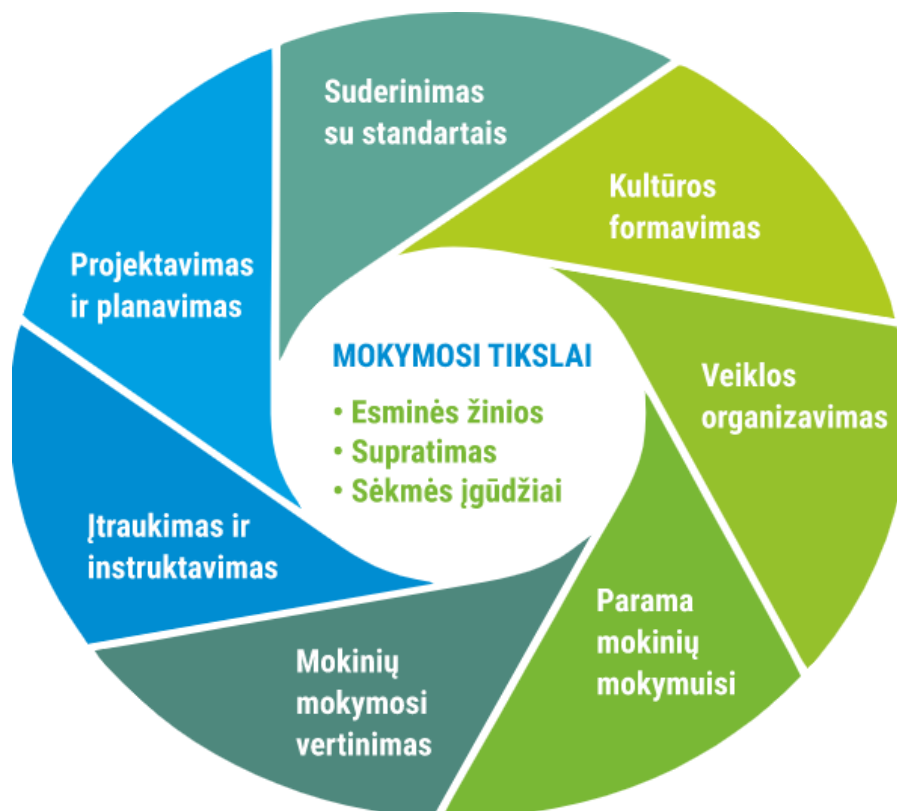 Suderinimas
su standartais
Kultūros
formavimas
Veiklos
organizavimas
Parama
mokinių
mokymuisi
Mokinių
mokymosi
vertinimas
Įtraukimas ir
instruktavimas
Projektavimas
ir planavimas
MOKYMOSI TIKSLAI
• Esminės žinios
• Supratimas
• Sėkmės įgūdžiai